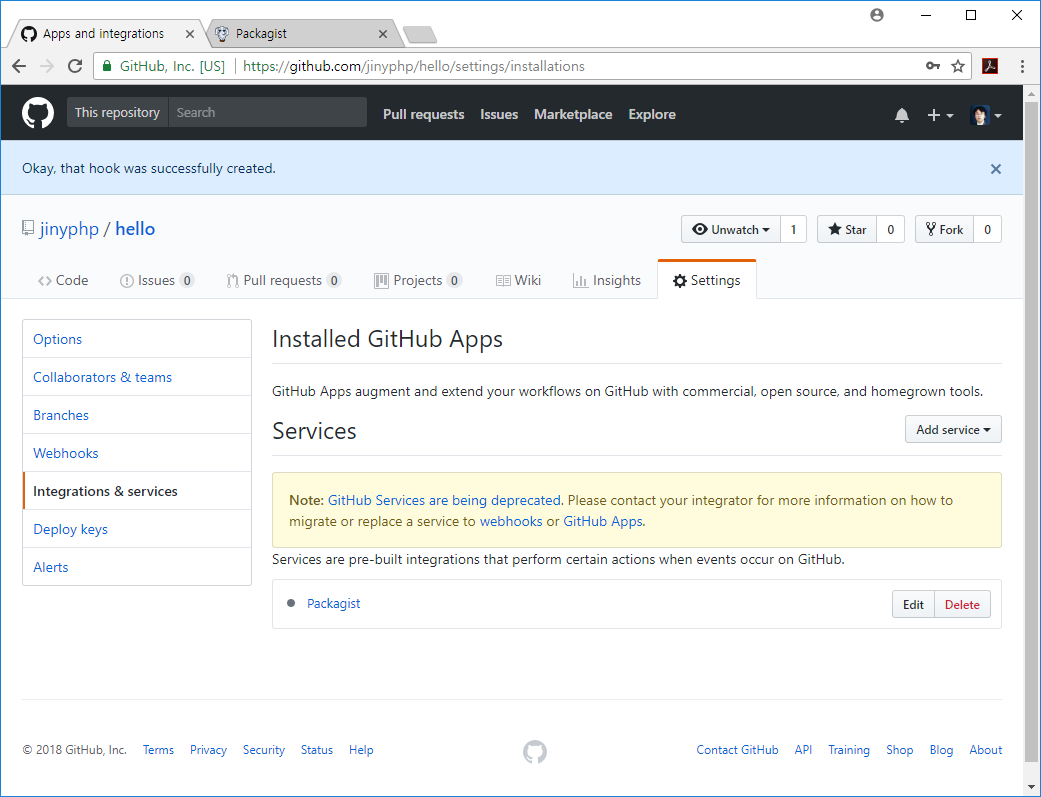 Apps and integrations
Packagist
GitHub, Inc. [US] https://github.com/jinyphp/hello/settings/installations
This repository Search Pull requests Issues Marketplace Explore
Okay, that hook was successfully created.
jinyphp / hello
Unwatch 1 Star 0 Fork 0
Code Issues 0 Pull requests 0 Projects 0 Wiki Insights Settings
Options
Collaborators & teams
Branches
Webhooks
Integrations & services
Deploy keys
Alerts
Installed GitHub Apps
GitHub Apps augment and extend your workflows on GitHub with commercial, open source, and homegrown tools.
Services Add service
Note: GitHub Services are being deprecated. Please contact your integrator for more information on how to
migrate or replace a service to webhooks or GitHub Apps.
Services are pre-built integrations that perform certain actions when events occur on GitHub.
Packagist Edit Delete
© 2018 GitHub, Inc. Terms Privacy Security Status Help Contact GitHub API Training Shop Blog About